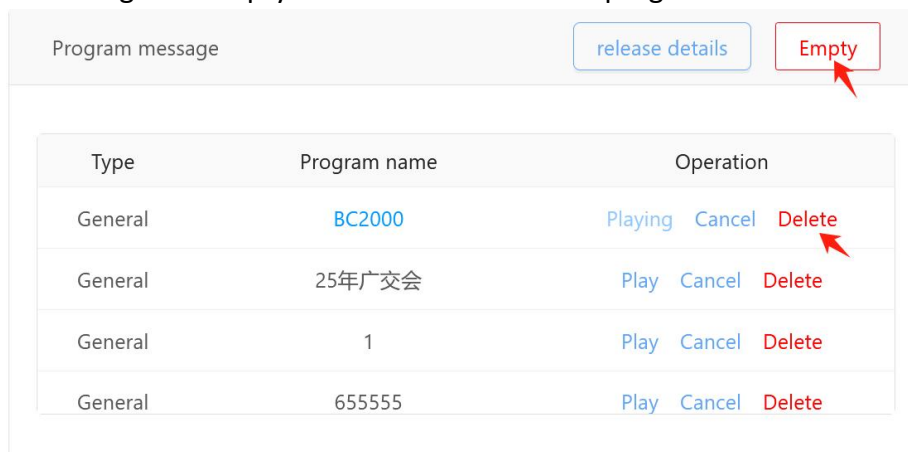 Program message release details Empty
Type Program name Operation
General BC2000 Playing Cancel Delete
General 25年广交会 Play Cancel Delete
General 1 Play Cancel Delete
General 655555 Play Cancel Delete